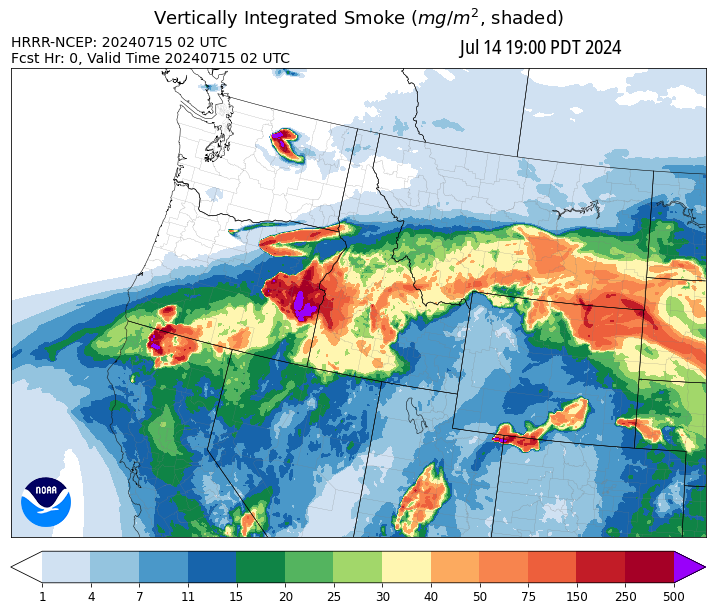 Vertically Integrated Smoke (mg/m², shaded)
HRRR-NCEP: 20240715 02 UTC
Fcst Hr: 0, Valid Time 20240715 02 UTC
Jul 14 19:00 PDT 2024
NOAA
1 4 7 11 15 20 25 30 40 50 75 150 250 500